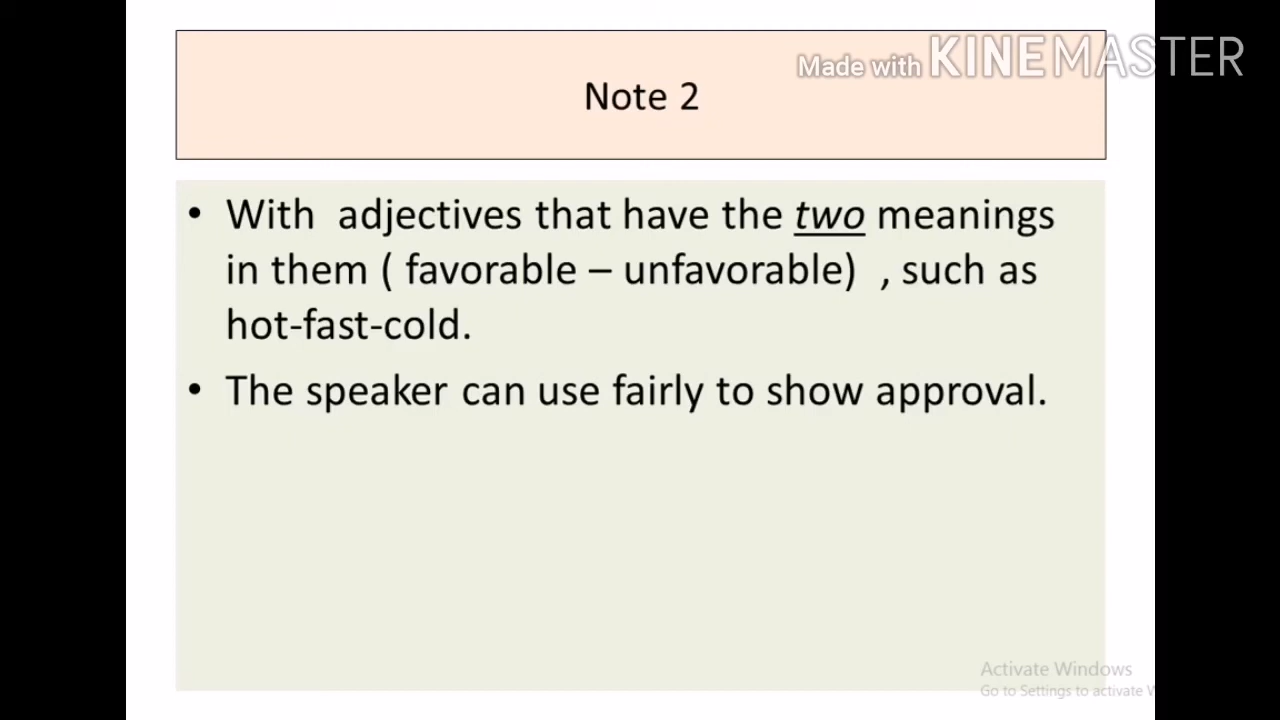 Made with KINEMASTER
Note 2
• With adjectives that have the two meanings
in them ( favorable – unfavorable) , such as
hot-fast-cold.
• The speaker can use fairly to show approval.
Activate Windows
Go to Settings to activate